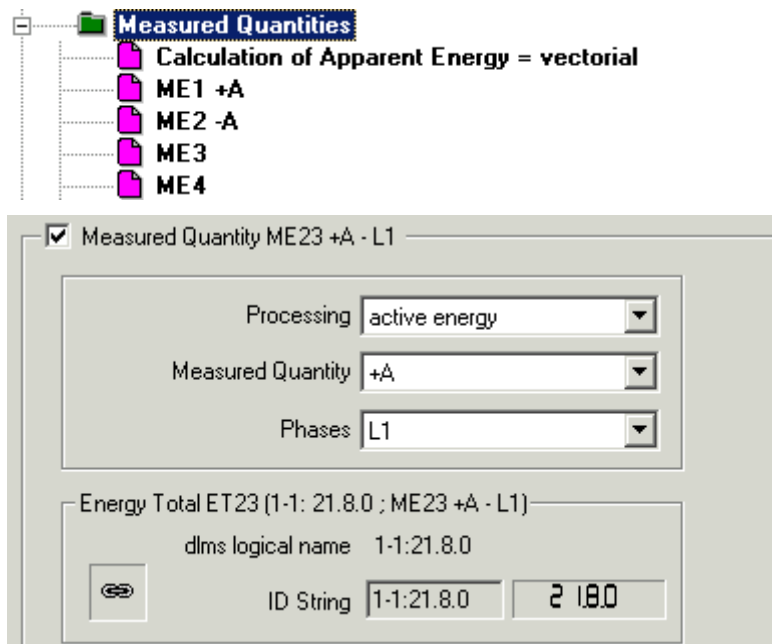 Measured Quantities
Calculation of Apparent Energy = vectorial
ME1 +A
ME2 -A
ME3
ME4
Measured Quantity ME23 +A - L1
Processing active energy
Measured Quantity +A
Phases L1
Energy Total ET23 (1-1: 21.8.0 ; ME23 +A - L1)
dlms logical name 1-1:21.8.0
ID String 1-1:21.8.0 21.8.0